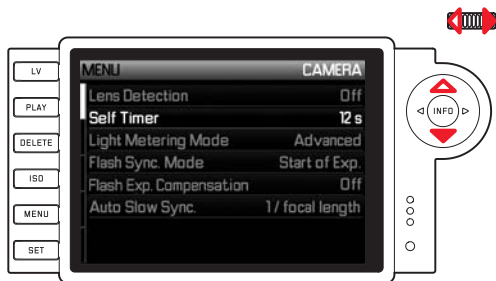 LV
PLAY
DELETE
ISO
MENU
SET
MENU CAMERA
Lens Detection Off
Self Timer 12 s
Light Metering Mode Advanced
Flash Sync. Mode Start of Exp.
Flash Exp. Compensation Off
Auto Slow Sync. 1/ focal length
INFO